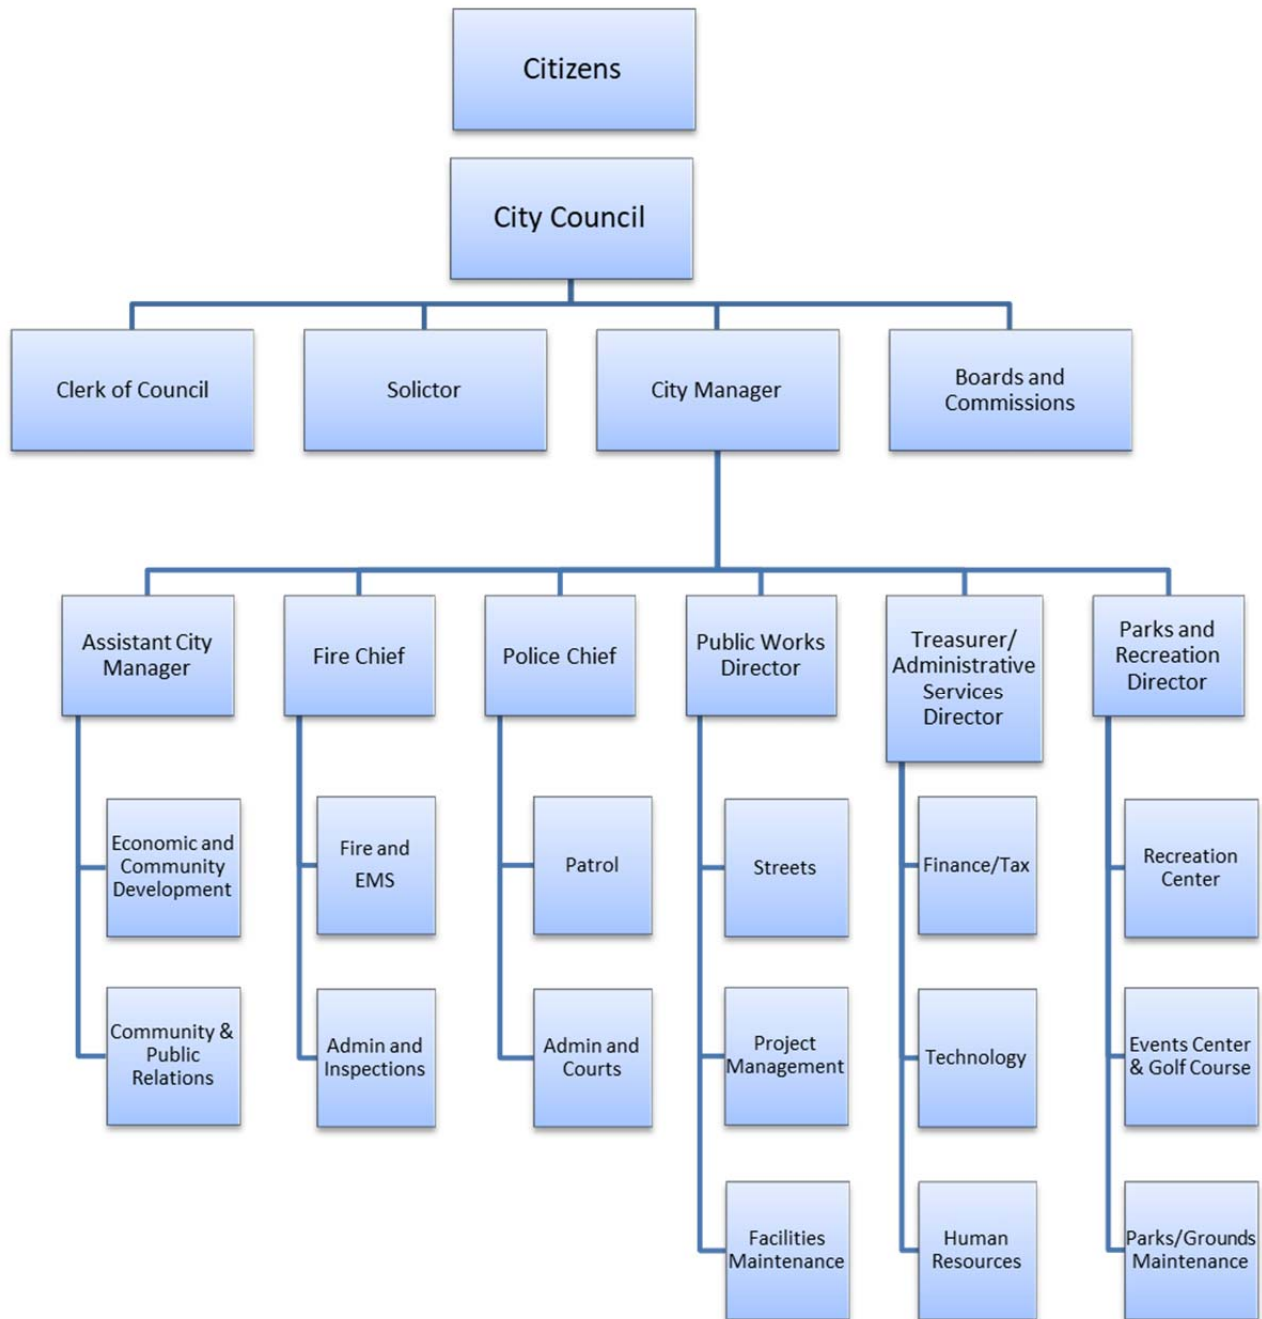 Citizens
City Council
Clerk of Council
Solictor
City Manager
Boards and
Commissions
Assistant City
Manager
Fire Chief
Police Chief
Public Works
Director
Treasurer/
Administrative
Services
Director
Parks and
Recreation
Director
Economic and
Community
Development
Fire and
EMS
Patrol
Streets
Finance/Tax
Recreation
Center
Community &
Public
Relations
Admin and
Inspections
Admin and
Courts
Project
Management
Technology
Events Center
& Golf Course
Facilities
Maintenance
Human
Resources
Parks/Grounds
Maintenance